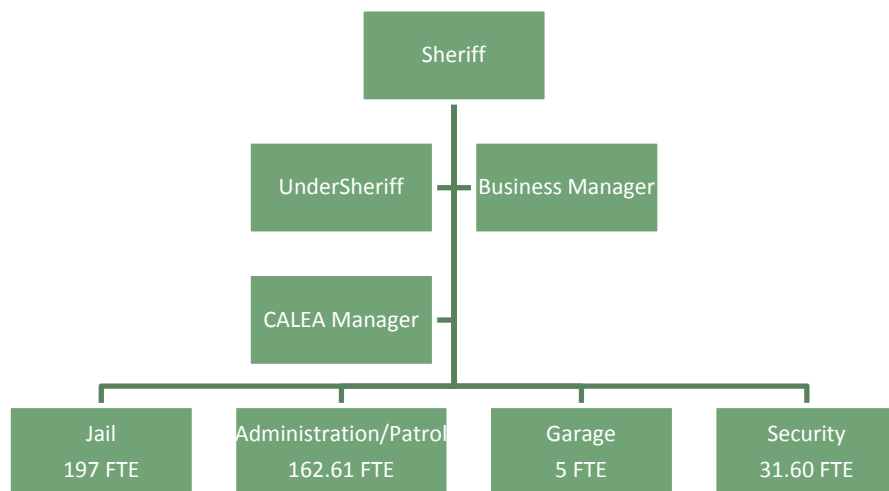 Sheriff
UnderSheriff
Business Manager
CALEA Manager
Jail
197 FTE
Administration/Patrol
162.61 FTE
Garage
5 FTE
Security
31.60 FTE